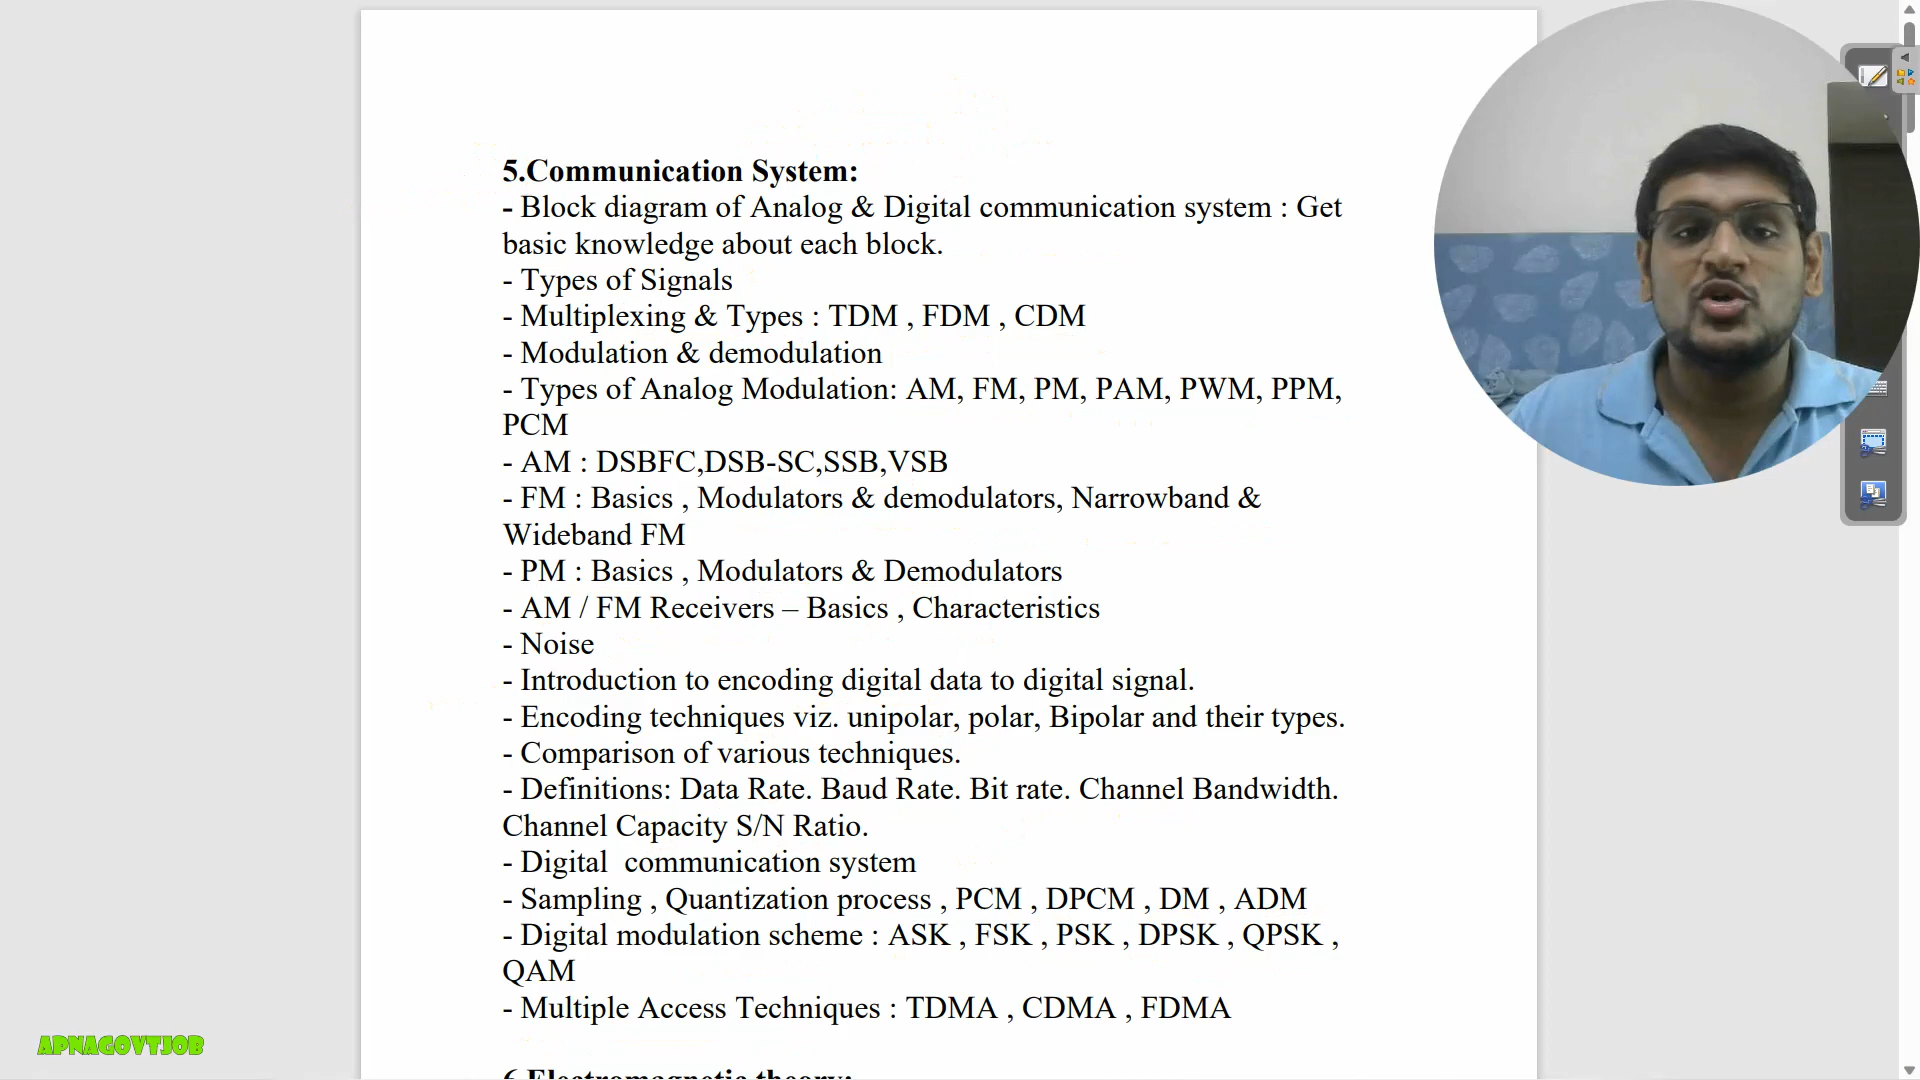 5.Communication System:
- Block diagram of Analog & Digital communication system : Get
basic knowledge about each block.
- Types of Signals
- Multiplexing & Types : TDM , FDM , CDM
- Modulation & demodulation
- Types of Analog Modulation: AM, FM, PM, PAM, PWM, PPM,
PCM
- AM : DSBFC,DSB-SC,SSB,VSB
- FM : Basics , Modulators & demodulators, Narrowband &
Wideband FM
- PM : Basics , Modulators & Demodulators
- AM / FM Receivers – Basics , Characteristics
- Noise
- Introduction to encoding digital data to digital signal.
- Encoding techniques viz. unipolar, polar, Bipolar and their types.
- Comparison of various techniques.
- Definitions: Data Rate. Baud Rate. Bit rate. Channel Bandwidth.
Channel Capacity S/N Ratio.
- Digital  communication system
- Sampling , Quantization process , PCM , DPCM , DM , ADM
- Digital modulation scheme : ASK , FSK , PSK , DPSK , QPSK ,
QAM
- Multiple Access Techniques : TDMA , CDMA , FDMA
6.Electromagnetic theory:
APNAGOVTJOB